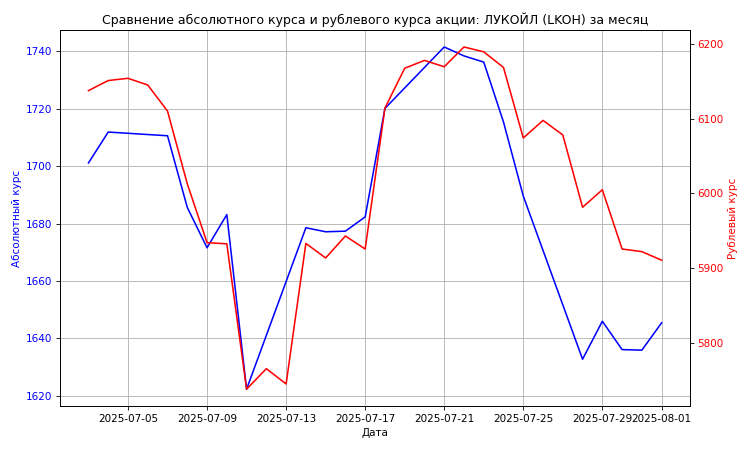 Сравнение абсолютного курса и рублевого курса акции: ЛУКОЙЛ (LKOH) за месяц
1740
1720
1700
1680
1660
1640
1620
Абсолютный курс
6200
6100
6000
5900
5800
Рублевый курс
2025-07-05 2025-07-09 2025-07-13 2025-07-17 2025-07-21 2025-07-25 2025-07-29 2025-08-01
Дата